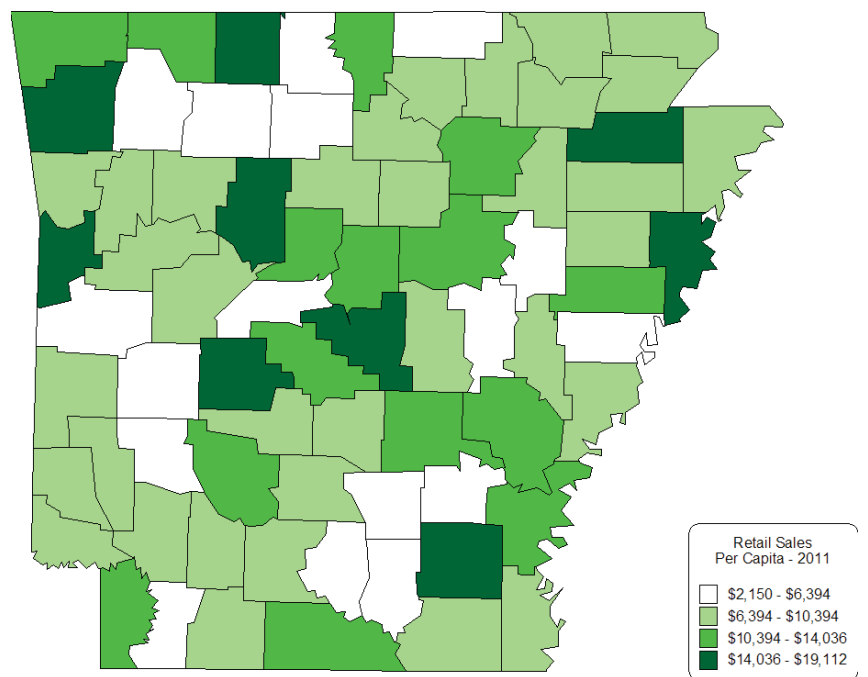 Retail Sales
Per Capita - 2011
$2,150 - $6,394
$6,394 - $10,394
$10,394 - $14,036
$14,036 - $19,112